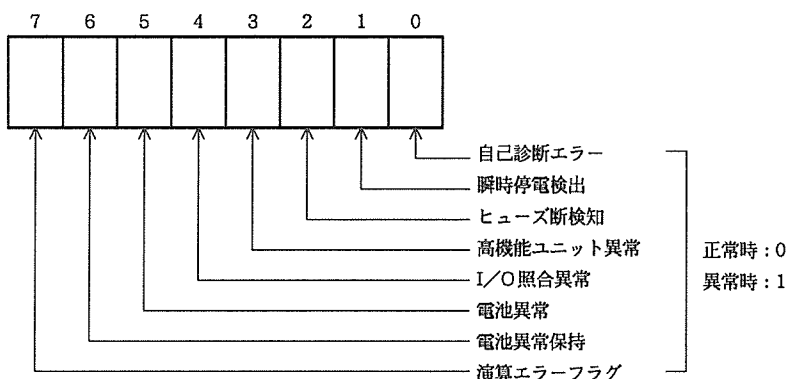 7 6 5 4 3 2 1 0
自己診断エラー
瞬時停電検出
ヒューズ断検知
高機能ユニット異常
正常時:0
I/O照合異常
異常時:1
電池異常
電池異常保持
演算エラーフラグ